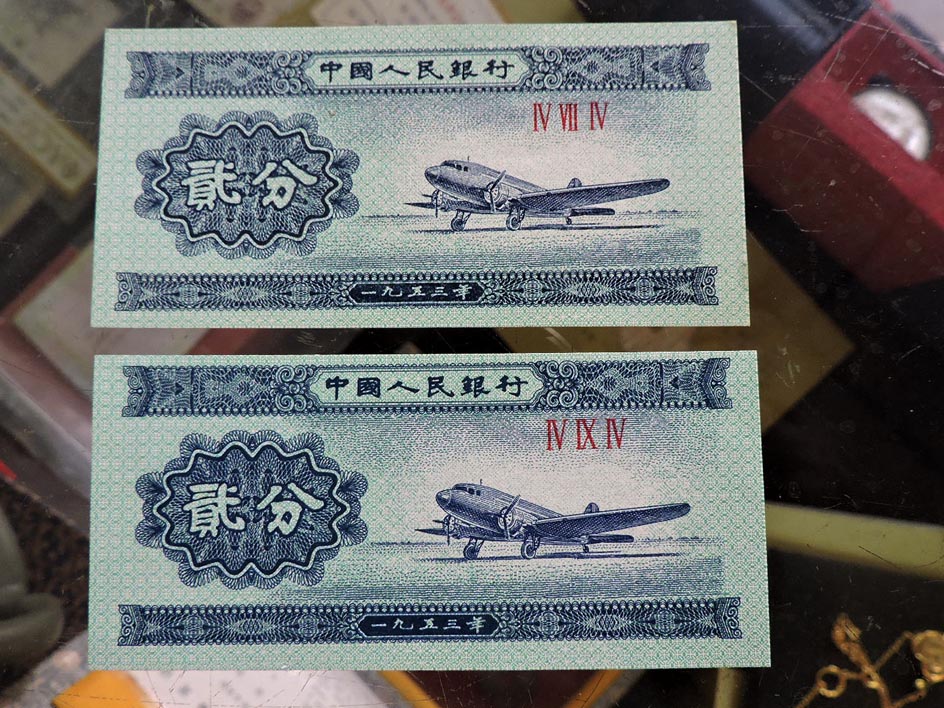 中國人民銀行
Ⅳ Ⅶ Ⅳ
貳分
一九五三年
中國人民銀行
Ⅳ Ⅸ Ⅳ
貳分
一九五三年